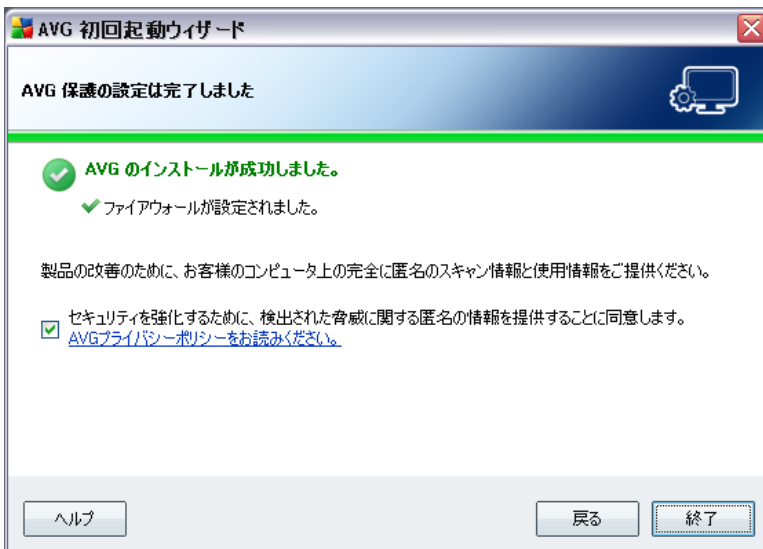 AVG 初回起動ウィザード
AVG 保護の設定は完了しました
AVG のインストールが成功しました。
ファイアウォールが設定されました。
製品の改善のために、お客様のコンピュータ上の完全に匿名のスキャン情報と使用情報をご提供ください。
セキュリティを強化するために、検出された脅威に関する匿名の情報を提供することに同意します。
AVGプライバシーポリシーをお読みください。
ヘルプ
戻る
終了